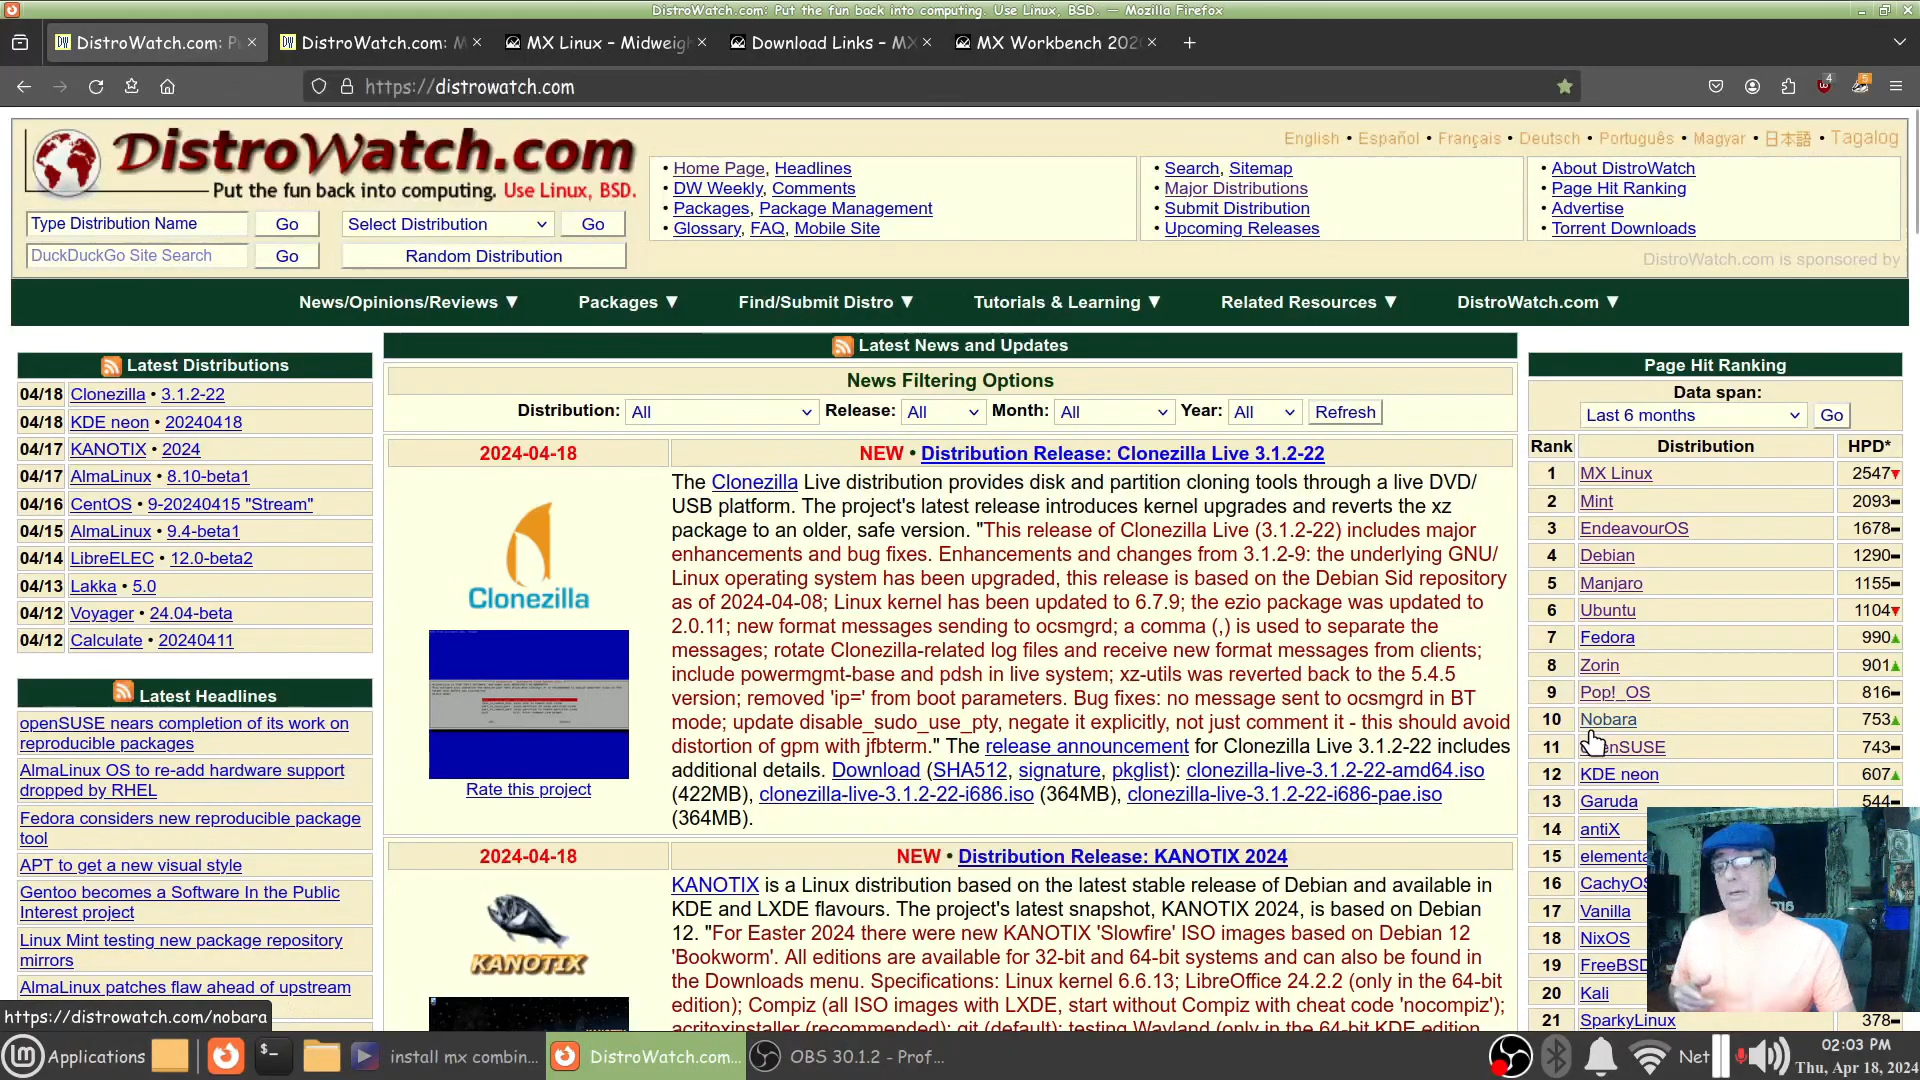 DistroWatch.com: Put the fun back into computing. Use Linux, BSD. — Mozilla Firefox
DistroWatch.com: P
DistroWatch.com: M
MX Linux – Midweigh
Download Links – MX
MX Workbench 202
https://distrowatch.com
4
5
DistroWatch.com
Put the fun back into computing. Use Linux, BSD.
English • Español • Français • Deutsch • Português • Magyar • 日本語 • Tagalog
• Home Page, Headlines
• DW Weekly, Comments
• Packages, Package Management
• Glossary, FAQ, Mobile Site
• Search, Sitemap
• Major Distributions
• Submit Distribution
• Upcoming Releases
• About DistroWatch
• Page Hit Ranking
• Advertise
• Torrent Downloads
Type Distribution Name Go Select Distribution Go
DuckDuckGo Site Search Go Random Distribution
DistroWatch.com is sponsored by
News/Opinions/Reviews ▼ Packages ▼ Find/Submit Distro ▼ Tutorials & Learning ▼ Related Resources ▼ DistroWatch.com ▼
Latest Distributions
04/18 Clonezilla • 3.1.2-22
04/18 KDE neon • 20240418
04/17 KANOTIX • 2024
04/17 AlmaLinux • 8.10-beta1
04/16 CentOS • 9-20240415 "Stream"
04/15 AlmaLinux • 9.4-beta1
04/14 LibreELEC • 12.0-beta2
04/13 Lakka • 5.0
04/12 Voyager • 24.04-beta
04/12 Calculate • 20240411
Latest Headlines
openSUSE nears completion of its work on
reproducible packages
AlmaLinux OS to re-add hardware support
dropped by RHEL
Fedora considers new reproducible package
tool
APT to get a new visual style
Gentoo becomes a Software In the Public
Interest project
Linux Mint testing new package repository
mirrors
AlmaLinux patches flaw ahead of upstream
https://distrowatch.com/nobara
Latest News and Updates
News Filtering Options
Distribution: All Release: All Month: All Year: All Refresh
2024-04-18
NEW • Distribution Release: Clonezilla Live 3.1.2-22
Clonezilla
Rate this project
The Clonezilla Live distribution provides disk and partition cloning tools through a live DVD/
USB platform. The project's latest release introduces kernel upgrades and reverts the xz
package to an older, safe version. "This release of Clonezilla Live (3.1.2-22) includes major
enhancements and bug fixes. Enhancements and changes from 3.1.2-9: the underlying GNU/
Linux operating system has been upgraded, this release is based on the Debian Sid repository
as of 2024-04-08; Linux kernel has been updated to 6.7.9; the ezio package was updated to
2.0.11; new format messages sending to ocsmgrd; a comma (,) is used to separate the
messages; rotate Clonezilla-related log files and receive new format messages from clients;
include powermgmt-base and pdsh in live system; xz-utils was reverted back to the 5.4.5
version; removed 'ip=' from boot parameters. Bug fixes: no message sent to ocsmgrd in BT
mode; update disable_sudo_use_pty, negate it explicitly, not just comment it - this should avoid
distortion of gpm with jfbterm." The release announcement for Clonezilla Live 3.1.2-22 includes
additional details. Download (SHA512, signature, pkglist): clonezilla-live-3.1.2-22-amd64.iso
(422MB), clonezilla-live-3.1.2-22-i686.iso (364MB), clonezilla-live-3.1.2-22-i686-pae.iso
(364MB).
2024-04-18
NEW • Distribution Release: KANOTIX 2024
KANOTIX
KANOTIX is a Linux distribution based on the latest stable release of Debian and available in
KDE and LXDE flavours. The project's latest snapshot, KANOTIX 2024, is based on Debian
12. "For Easter 2024 there were new KANOTIX 'Slowfire' ISO images based on Debian 12
'Bookworm'. All editions are available for 32-bit and 64-bit systems and can also be found in
the Downloads menu. Specifications: Linux kernel 6.6.13; LibreOffice 24.2.2 (only in the 64-bit
edition); Compiz (all ISO images with LXDE, start without Compiz with cheat code 'nocompiz');
acritoxinstaller (recommended); git (default); testing Wayland (only in the 64-bit KDE edition,
Page Hit Ranking
Data span:
Last 6 months Go
Rank Distribution HPD*
1 MX Linux 2547
2 Mint 2093
3 EndeavourOS 1678
4 Debian 1290
5 Manjaro 1155
6 Ubuntu 1104
7 Fedora 990
8 Zorin 901
9 Pop!_OS 816
10 Nobara 753
11 enSUSE 743
12 KDE neon 607
13 Garuda 544
14 antiX
15 elementa
16 CachyOS
17 Vanilla
18 NixOS
19 FreeBSD
20 Kali
21 SparkyLinux 378
Applications
install mx combin...
DistroWatch.com...
OBS 30.1.2 - Prof...
Net
02:03 PM
Thu, Apr 18, 2024